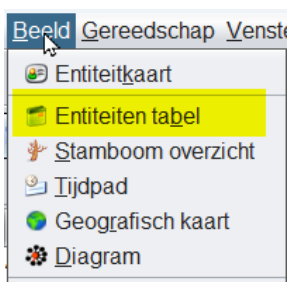 Beeld Gereedschap Venste
Entiteitkaart
Entiteiten tabel
Stamboom overzicht
Tijdpad
Geografisch kaart
Diagram